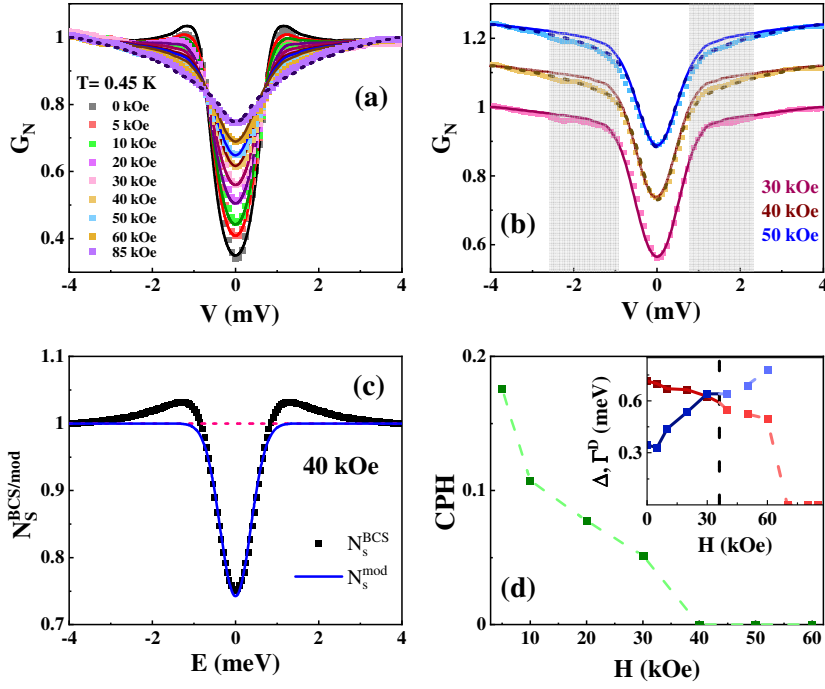 (a)
T= 0.45 K
0 kOe
5 kOe
10 kOe
20 kOe
30 kOe
40 kOe
50 kOe
60 kOe
85 kOe
1.0
0.8
0.6
0.4
G_N
-4 -2 0 2 4
V (mV)
(b)
1.2
1
0.8
0.6
G_N
30 kOe
40 kOe
50 kOe
-4 -2 0 2 4
V (mV)
(c)
1.1
1
0.9
0.8
0.7
N_S^BCS/mod
40 kOe
N_s^BCS
N_s^mod
-4 -2 0 2 4
E (meV)
0.2
0.1
0
CPH
Δ, Γ^D (meV)
0.6
0.3
0 30 60
H (kOe)
(d)
10 20 30 40 50 60
H (kOe)